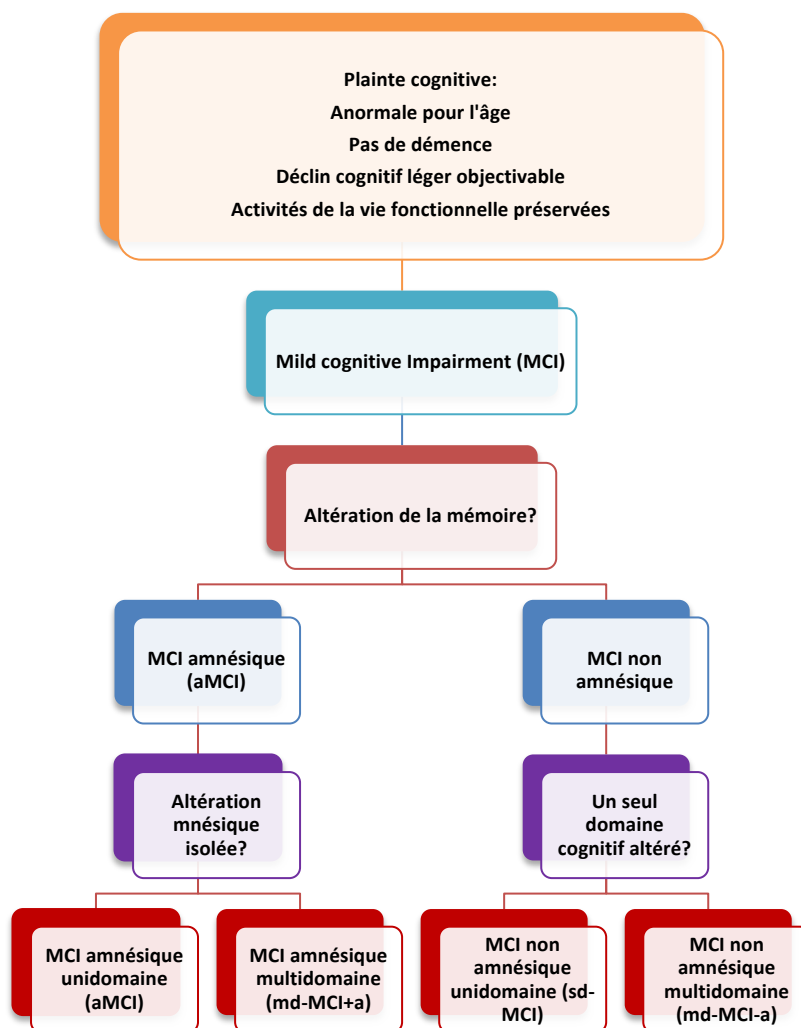 Plainte cognitive:
Anormale pour l'âge
Pas de démence
Déclin cognitif léger objectivable
Activités de la vie fonctionnelle préservées
Mild cognitive Impairment (MCI)
Altération de la mémoire?
MCI amnésique
(aMCI)
MCI non
amnésique
Altération
mnésique
isolée?
Un seul
domaine
cognitif altéré?
MCI amnésique
unidomaine
(aMCI)
MCI amnésique
multidomaine
(md-MCI+a)
MCI non
amnésique
unidomaine (sd-
MCI)
MCI non
amnésique
multidomaine
(md-MCI-a)